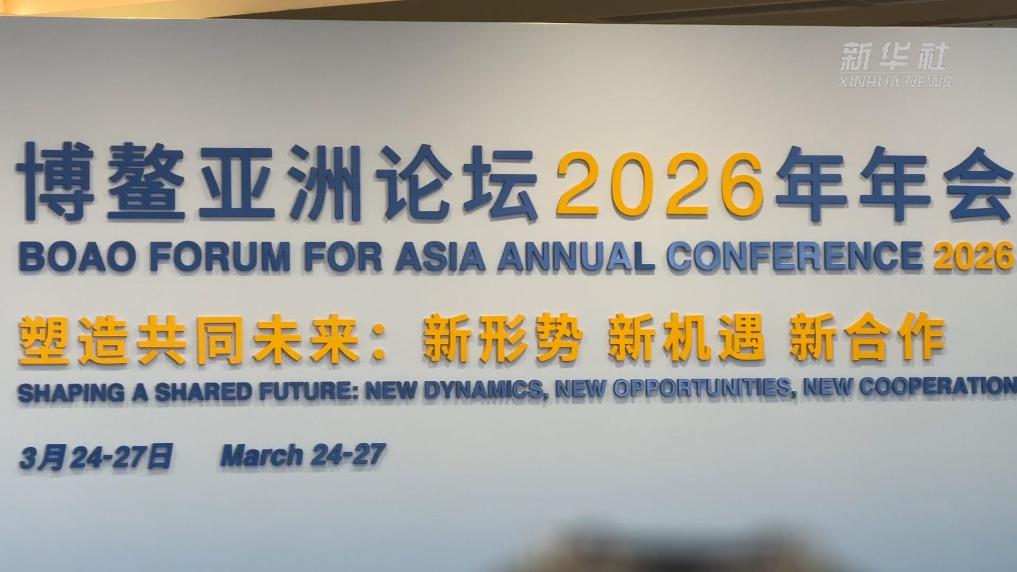 新华社
XINHUA NEWS
博鳌亚洲论坛2026年年会
BOAO FORUM FOR ASIA ANNUAL CONFERENCE 2026
塑造共同未来：新形势 新机遇 新合作
SHAPING A SHARED FUTURE: NEW DYNAMICS, NEW OPPORTUNITIES, NEW COOPERATION
3月24-27日 March 24-27